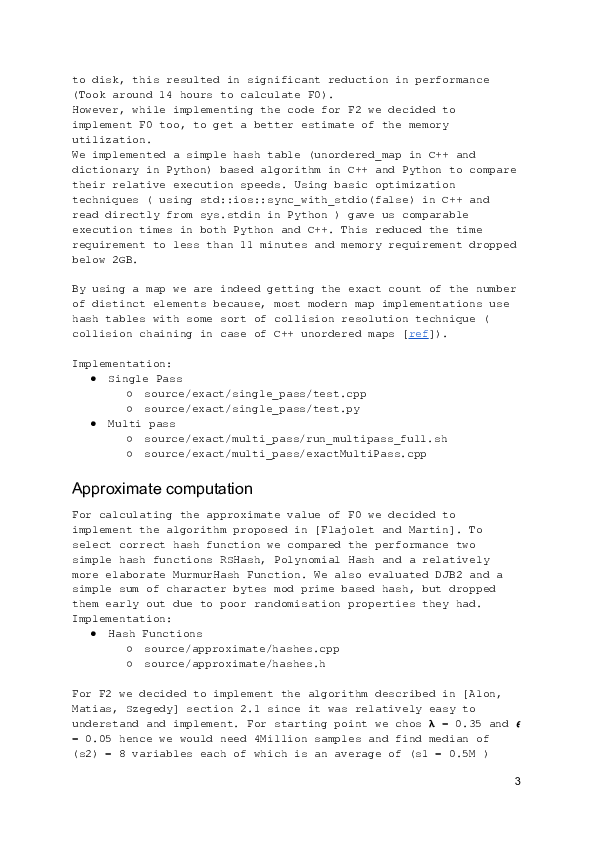 to disk, this resulted in significant reduction in performance
(Took around 14 hours to calculate F0).
However, while implementing the code for F2 we decided to
implement F0 too, to get a better estimate of the memory
utilization.
We implemented a simple hash table (unordered_map in C++ and
dictionary in Python) based algorithm in C++ and Python to compare
their relative execution speeds. Using basic optimization
techniques ( using std::ios::sync_with_stdio(false) in C++ and
read directly from sys.stdin in Python ) gave us comparable
execution times in both Python and C++. This reduced the time
requirement to less than 11 minutes and memory requirement dropped
below 2GB.
By using a map we are indeed getting the exact count of the number
of distinct elements because, most modern map implementations use
hash tables with some sort of collision resolution technique (
collision chaining in case of C++ unordered maps [ref]).
Implementation:
● Single Pass
○ source/exact/single_pass/test.cpp
○ source/exact/single_pass/test.py
● Multi pass
○ source/exact/multi_pass/run_multipass_full.sh
○ source/exact/multi_pass/exactMultiPass.cpp
Approximate computation
For calculating the approximate value of F0 we decided to
implement the algorithm proposed in [Flajolet and Martin]. To
select correct hash function we compared the performance two
simple hash functions RSHash, Polynomial Hash and a relatively
more elaborate MurmurHash Function. We also evaluated DJB2 and a
simple sum of character bytes mod prime based hash, but dropped
them early out due to poor randomisation properties they had.
Implementation:
● Hash Functions
○ source/approximate/hashes.cpp
○ source/approximate/hashes.h
For F2 we decided to implement the algorithm described in [Alon,
Matias, Szegedy] section 2.1 since it was relatively easy to
understand and implement. For starting point we chos λ = 0.35 and ϵ
= 0.05 hence we would need 4Million samples and find median of
(s2) = 8 variables each of which is an average of (s1 = 0.5M )
3